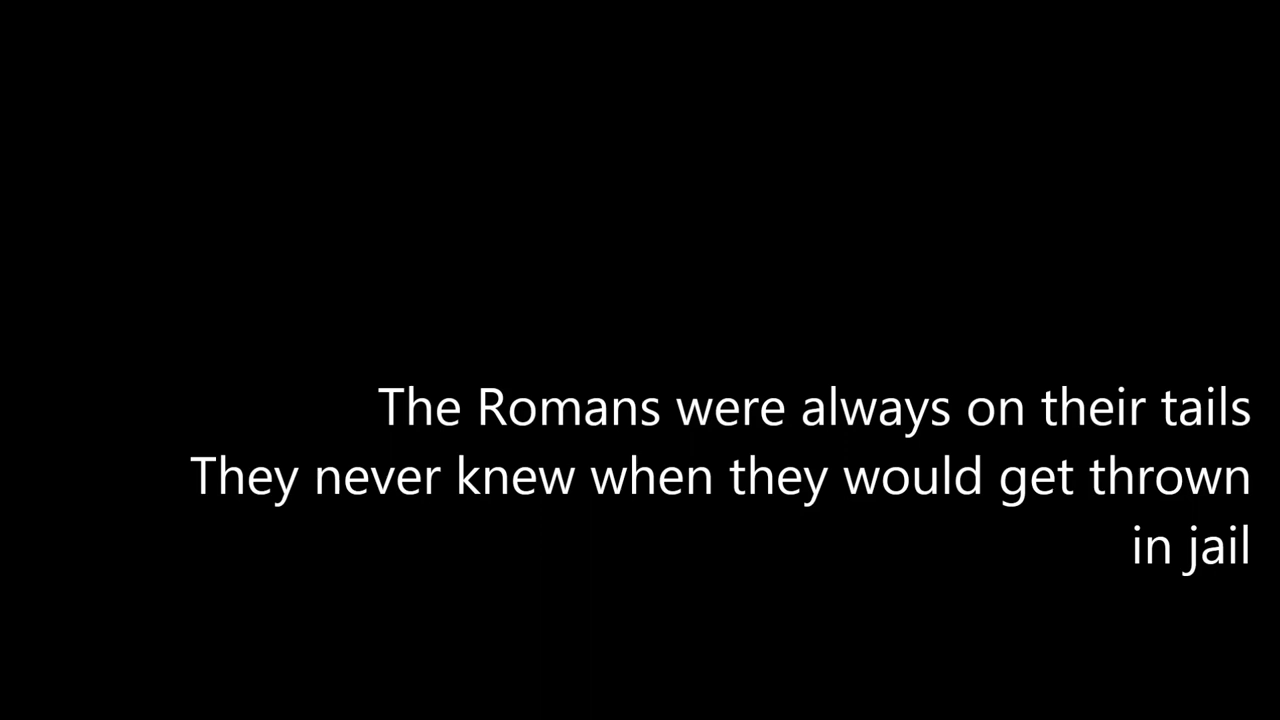 The Romans were always on their tails
They never knew when they would get thrown
in jail